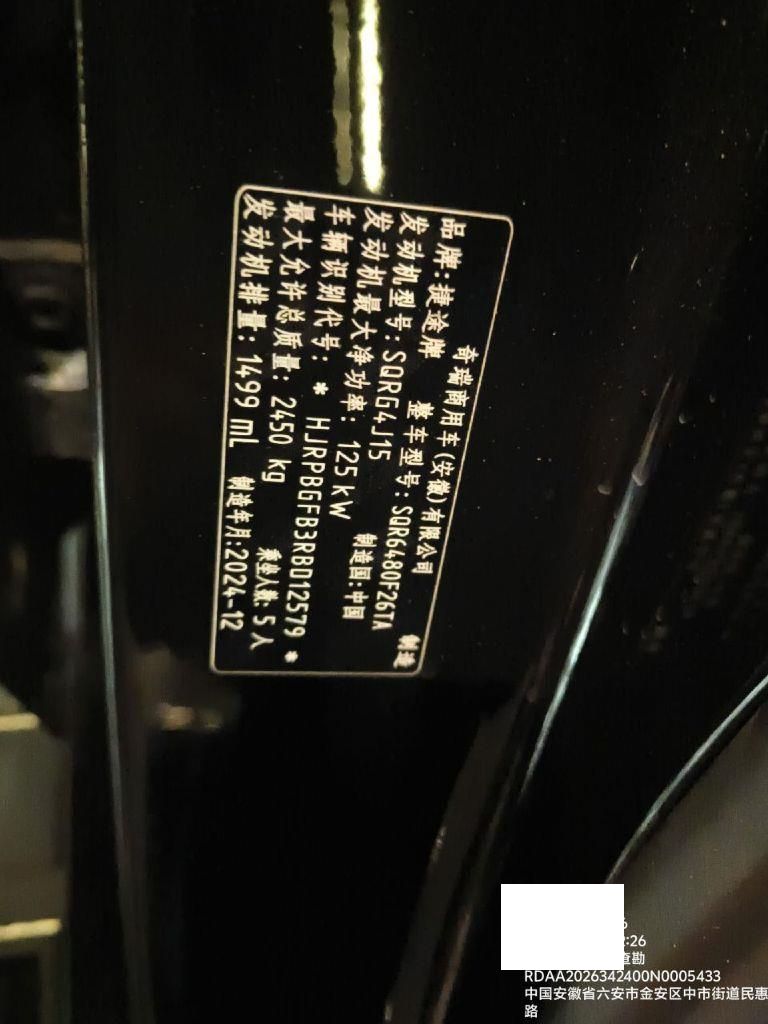 奇瑞商用车(安徽)有限公司 制造
品牌:捷途牌 整车型号:SQR6480F26TA
发动机型号:SQRG4J15 制造国:中国
发动机最大净功率:125kW
车辆识别代号:* HJRPBGFB3RB012579 *
最大允许总质量:2450 kg 乘坐人数:5人
发动机排量:1499 mL 制造年月:2024-12
6
:26
查勘
RDAA2026342400N0005433
中国安徽省六安市金安区中市街道民惠
路